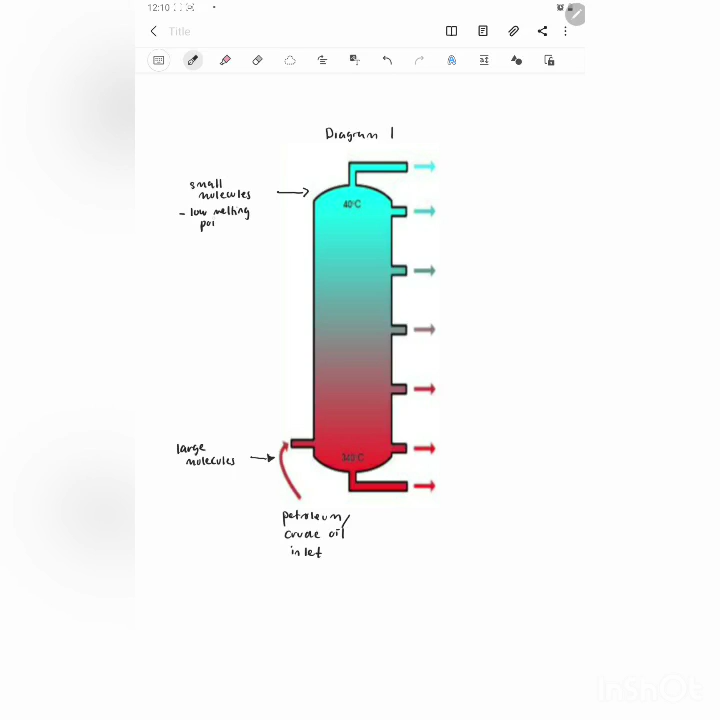 12:10
Title
Diagram 1
small
molecules
- low melting
poi
40°C
large
molecules
petroleum/
crude oil
inlet
InShOt